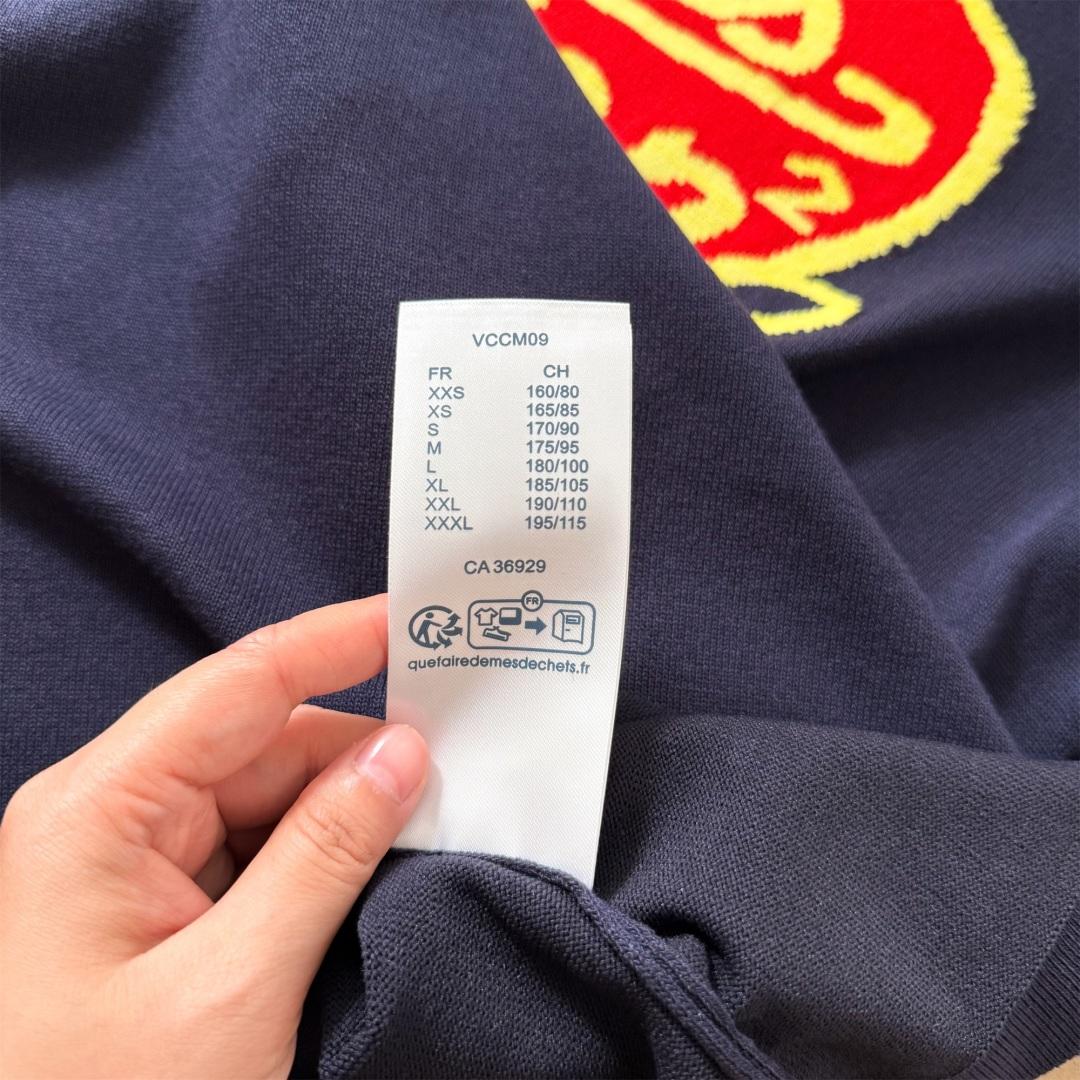 VCCM09
FR CH
XXS 160/80
XS 165/85
S 170/90
M 175/95
L 180/100
XL 185/105
XXL 190/110
XXXL 195/115
CA 36929
FR
quefairedemesdechets.fr